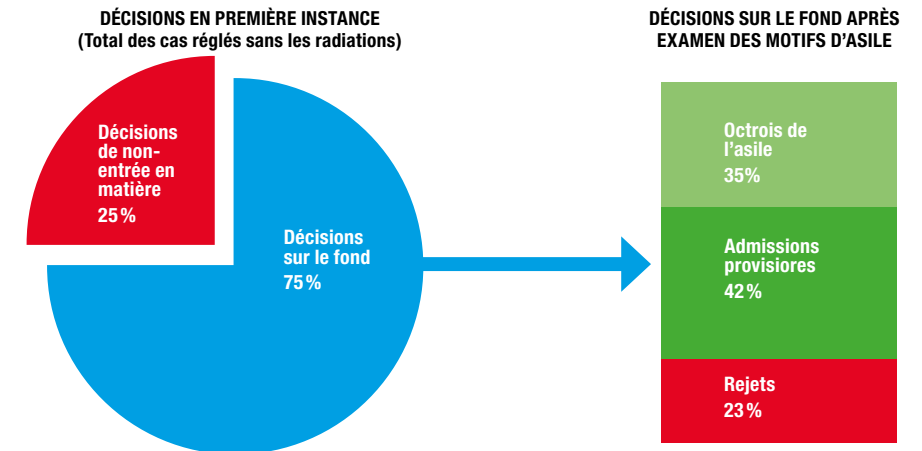 DÉCISIONS EN PREMIÈRE INSTANCE
(Total des cas réglés sans les radiations)
Décisions
de non-
entrée en
matière
25 %
Décisions
sur le fond
75 %
DÉCISIONS SUR LE FOND APRÈS
EXAMEN DES MOTIFS D’ASILE
Octrois de
l’asile
35%
Admissions
provisiores
42 %
Rejets
23 %